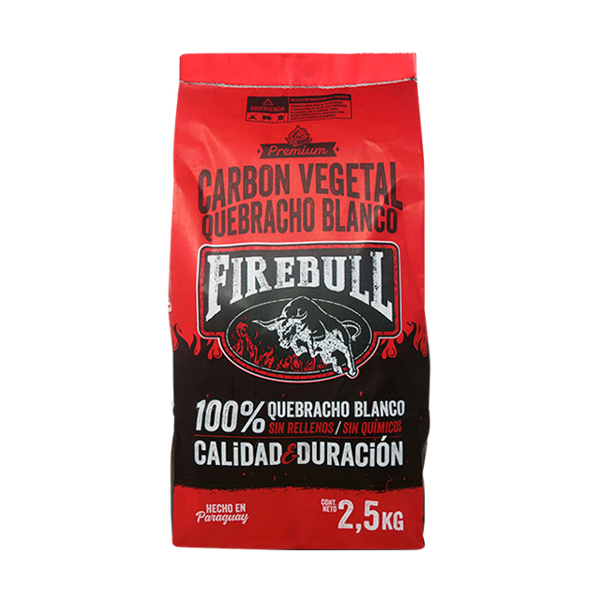 ADVERTENCIA
Premium
CARBON VEGETAL
QUEBRACHO BLANCO
FIREBULL
100% QUEBRACHO BLANCO
SIN RELLENOS / SIN QUÍMICOS
CALIDAD & DURACIÓN
HECHO EN
Paraguay
CONT.
NETO 2,5KG